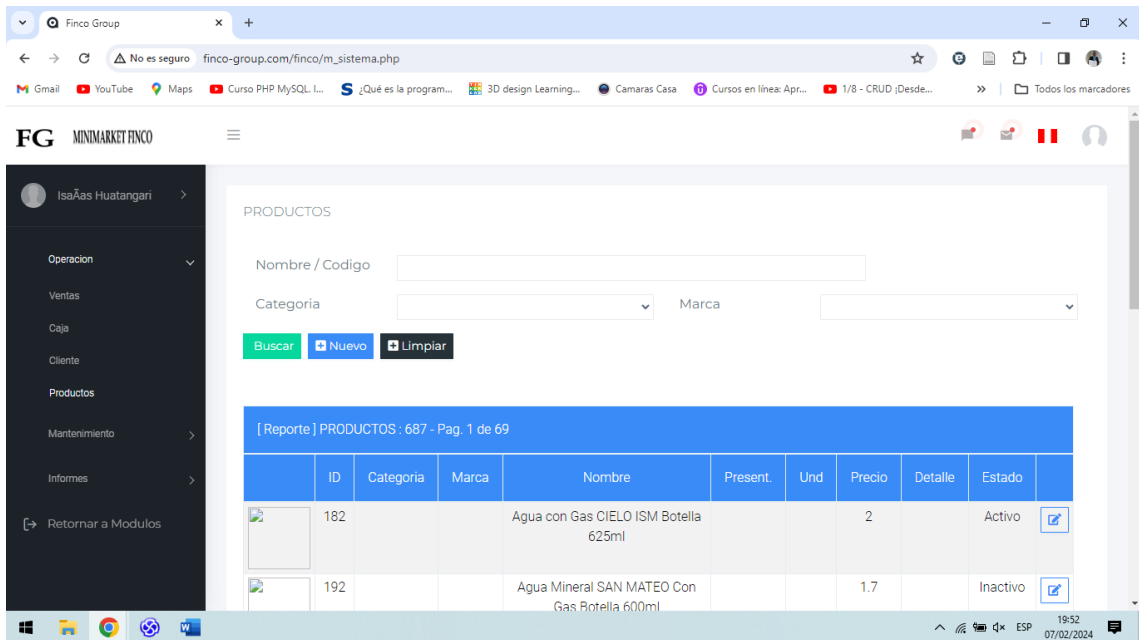 Finco Group
No es seguro finco-group.com/finco/m_sistema.php
Gmail YouTube Maps Curso PHP MySQL. I... ¿Qué es la program... 3D design Learning... Camaras Casa Cursos en línea: Apr... 1/8 - CRUD ¡Desde... » Todos los marcadores
FG MINIMARKET FINCO
IsaÃas Huatangari
PRODUCTOS
Operacion
Nombre / Codigo
Ventas
Categoria Marca
Caja
Buscar Nuevo Limpiar
Cliente
Productos
[ Reporte ] PRODUCTOS : 687 - Pag. 1 de 69
Mantenimiento
ID Categoria Marca Nombre Present. Und Precio Detalle Estado
Informes
182 Agua con Gas CIELO ISM Botella 2 Activo
625ml
Retornar a Modulos
192 Agua Mineral SAN MATEO Con 1.7 Inactivo
Gas Botella 600ml
ESP 19:52
07/02/2024